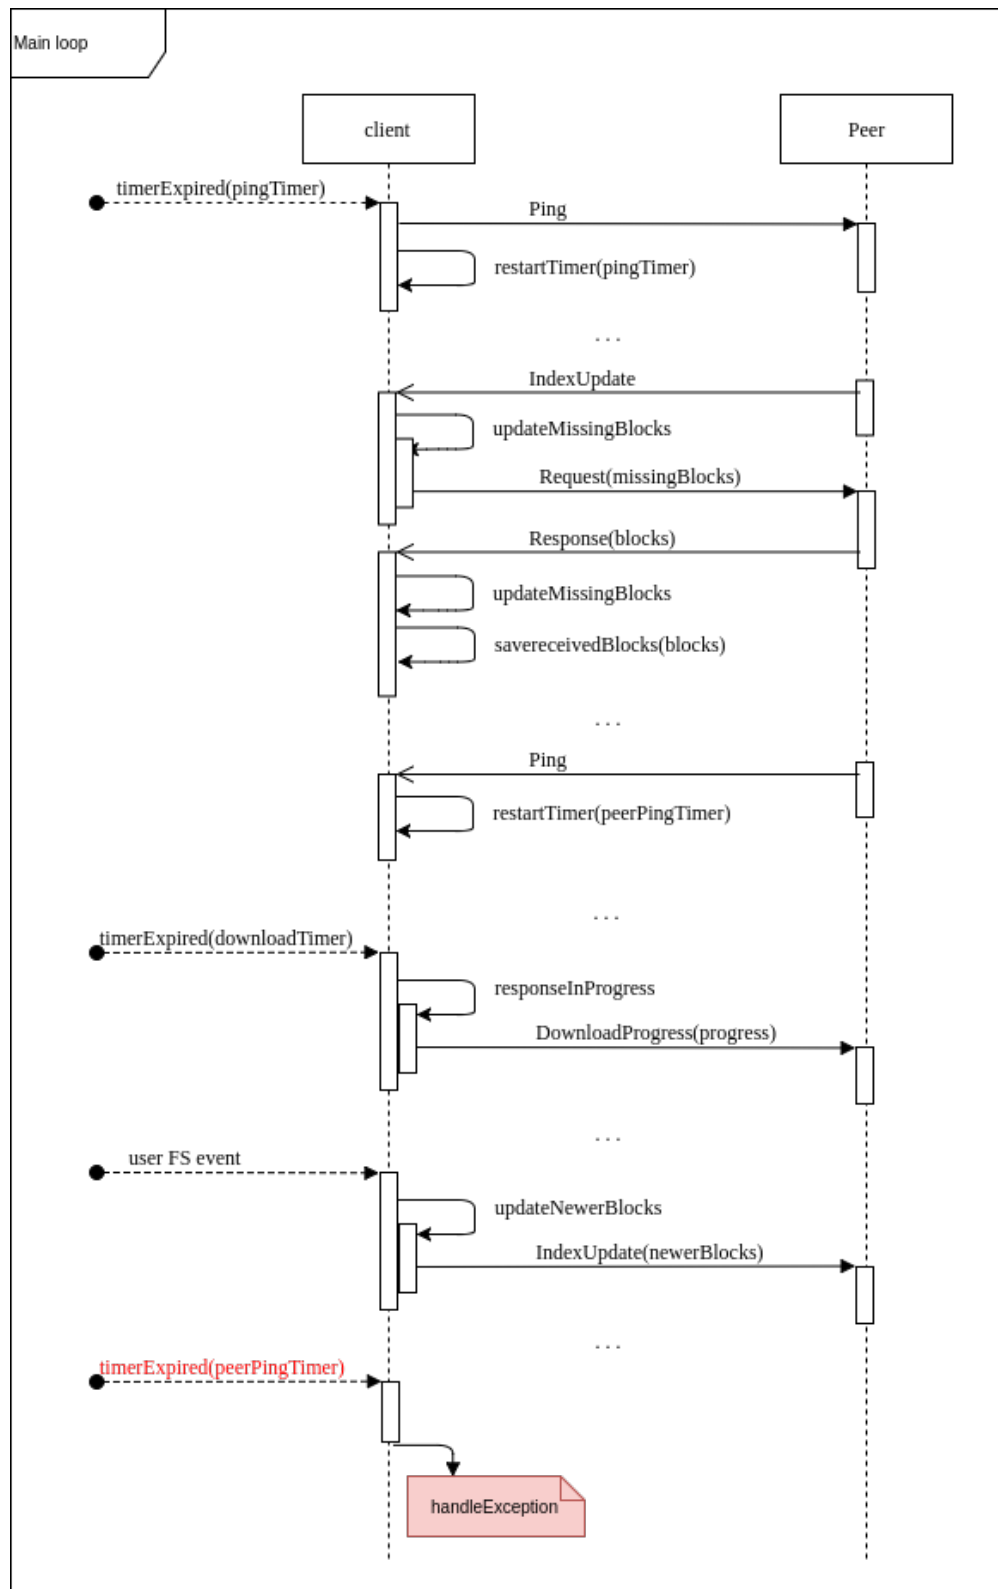 Main loop
client
Peer
timerExpired(pingTimer)
Ping
restartTimer(pingTimer)
. . .
IndexUpdate
updateMissingBlocks
Request(missingBlocks)
Response(blocks)
updateMissingBlocks
savereceivedBlocks(blocks)
. . .
Ping
restartTimer(peerPingTimer)
. . .
timerExpired(downloadTimer)
responseInProgress
DownloadProgress(progress)
. . .
user FS event
updateNewerBlocks
IndexUpdate(newerBlocks)
. . .
timerExpired(peerPingTimer)
handleException